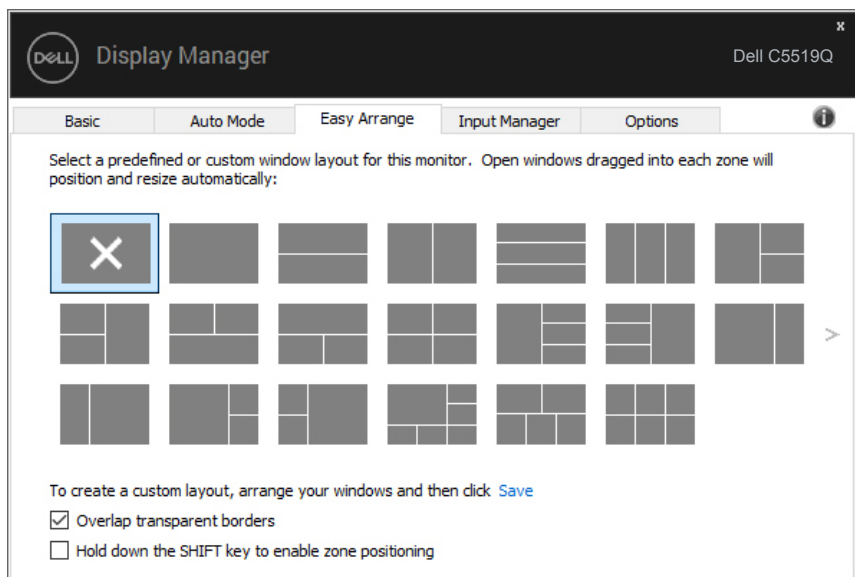 x
DELL Display Manager
Dell C5519Q
Basic Auto Mode Easy Arrange Input Manager Options
Select a predefined or custom window layout for this monitor. Open windows dragged into each zone will
position and resize automatically:
>
To create a custom layout, arrange your windows and then click Save
Overlap transparent borders
Hold down the SHIFT key to enable zone positioning